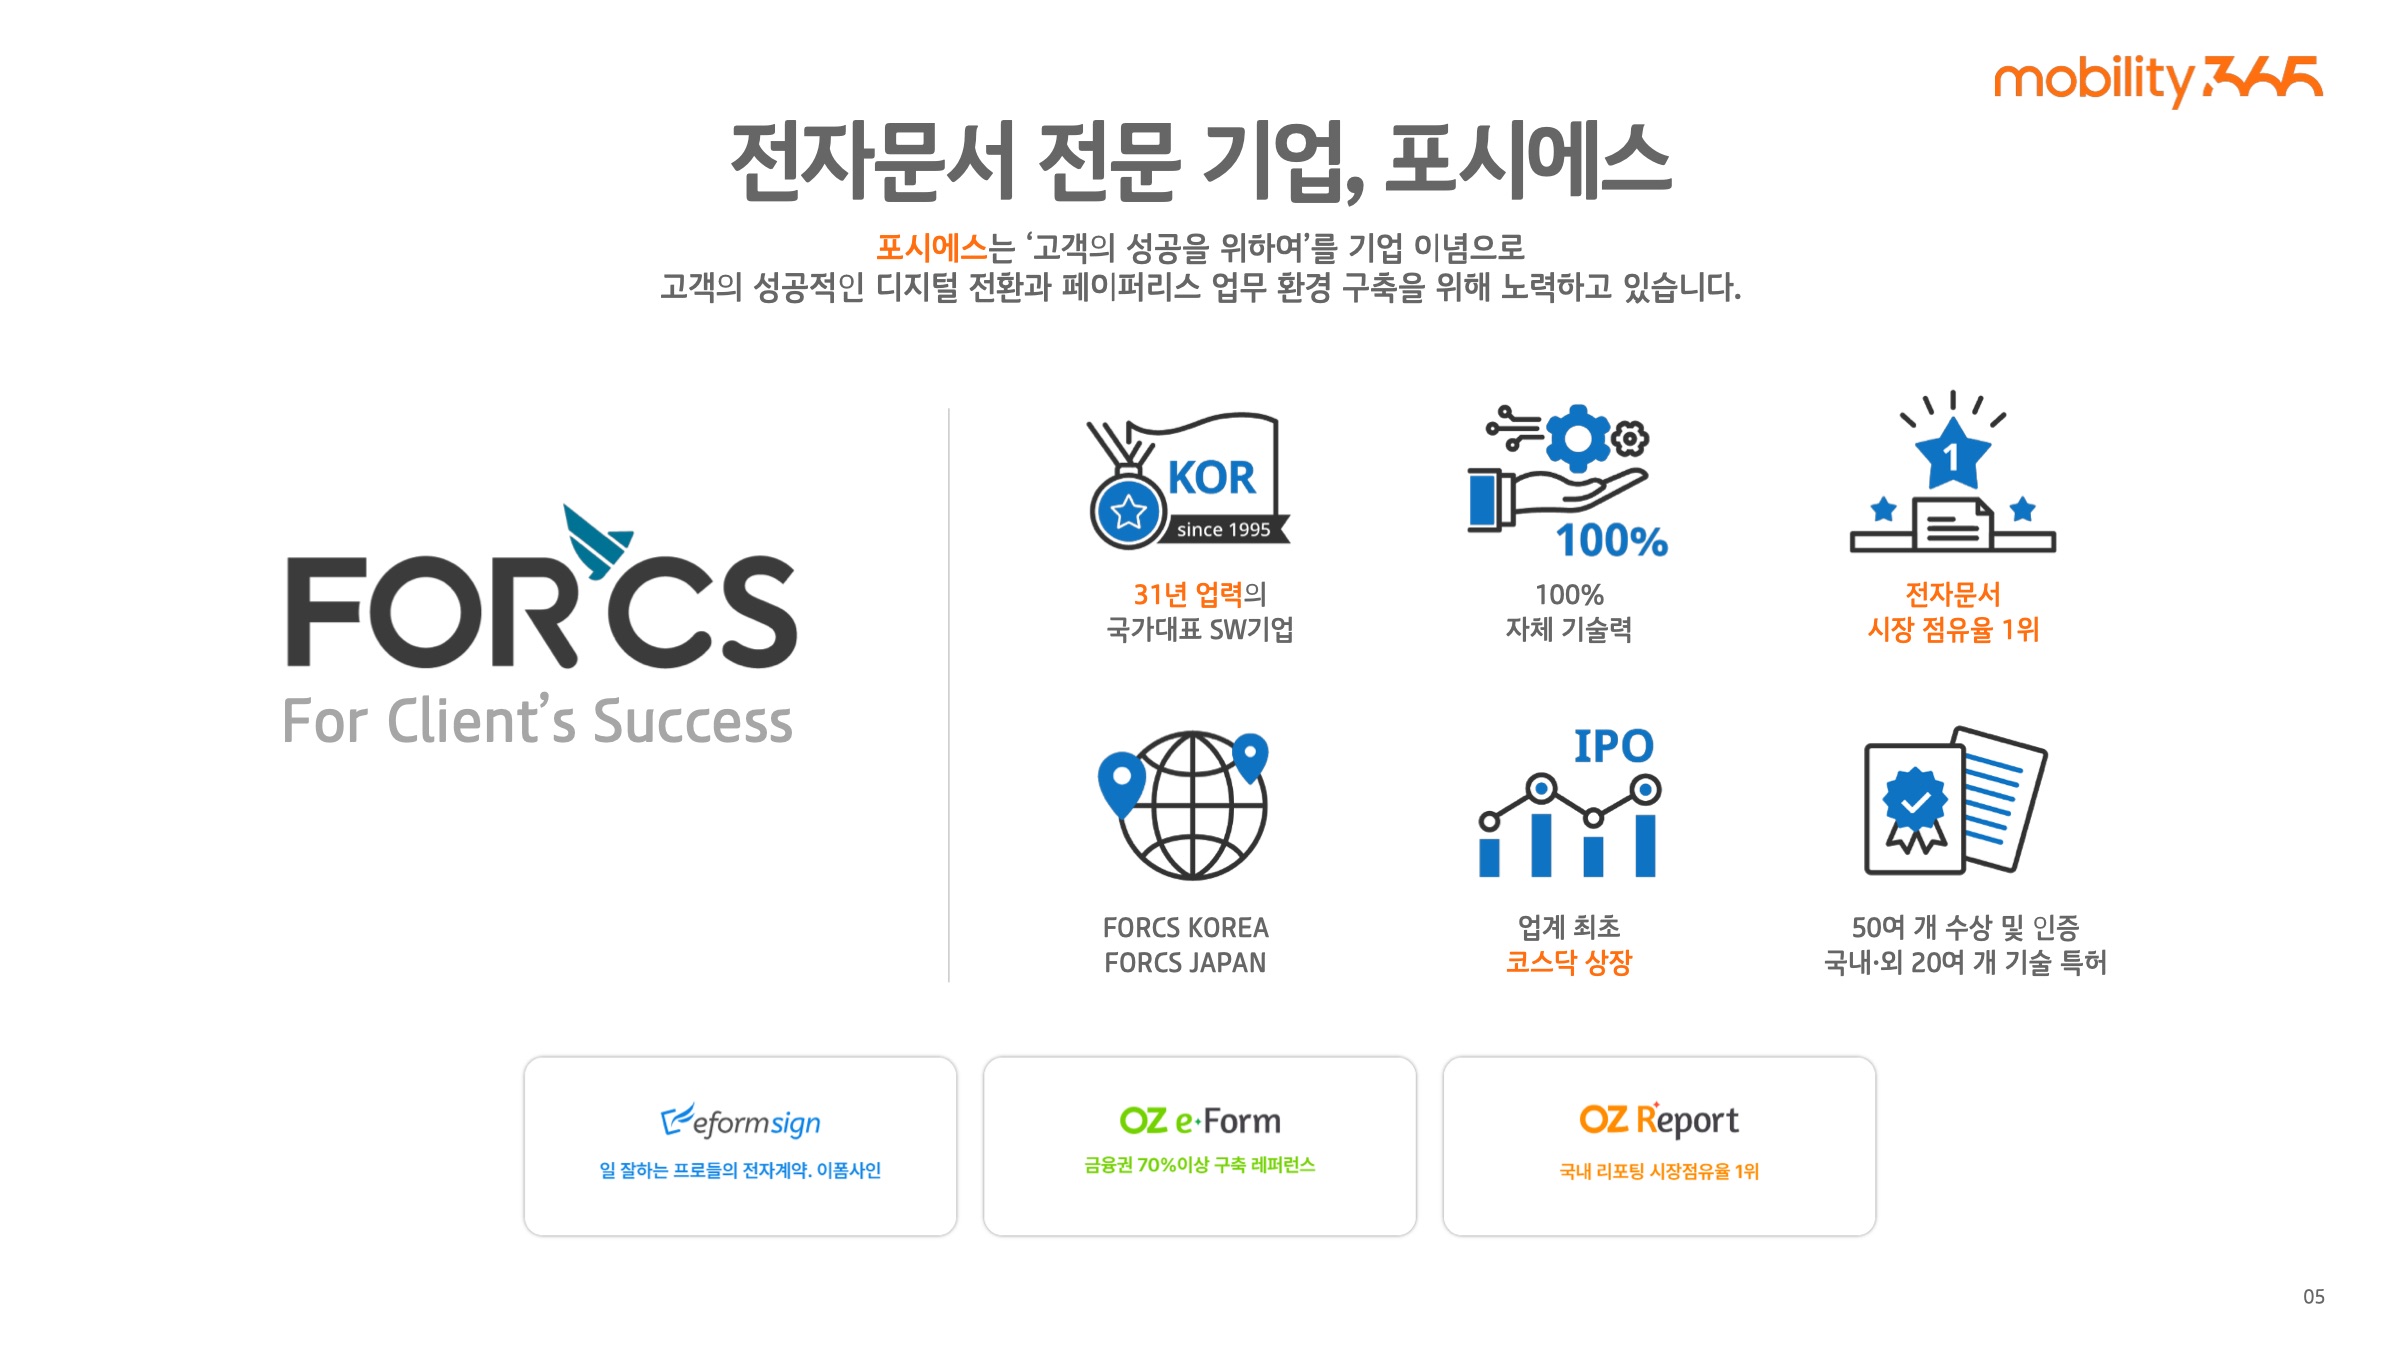 mobility 365
전자문서 전문 기업, 포시에스
포시에스는 ‘고객의 성공을 위하여’를 기업 이념으로
고객의 성공적인 디지털 전환과 페이퍼리스 업무 환경 구축을 위해 노력하고 있습니다.
FORCS
For Client’s Success
KOR
since 1995
31년 업력의
국가대표 SW기업
100%
100%
자체 기술력
1
전자문서
시장 점유율 1위
FORCS KOREA
FORCS JAPAN
IPO
업계 최초
코스닥 상장
50여 개 수상 및 인증
국내·외 20여 개 기술 특허
eformsign
일 잘하는 프로들의 전자계약. 이폼사인
OZ e-Form
금융권 70%이상 구축 레퍼런스
OZ Report
국내 리포팅 시장점유율 1위
05